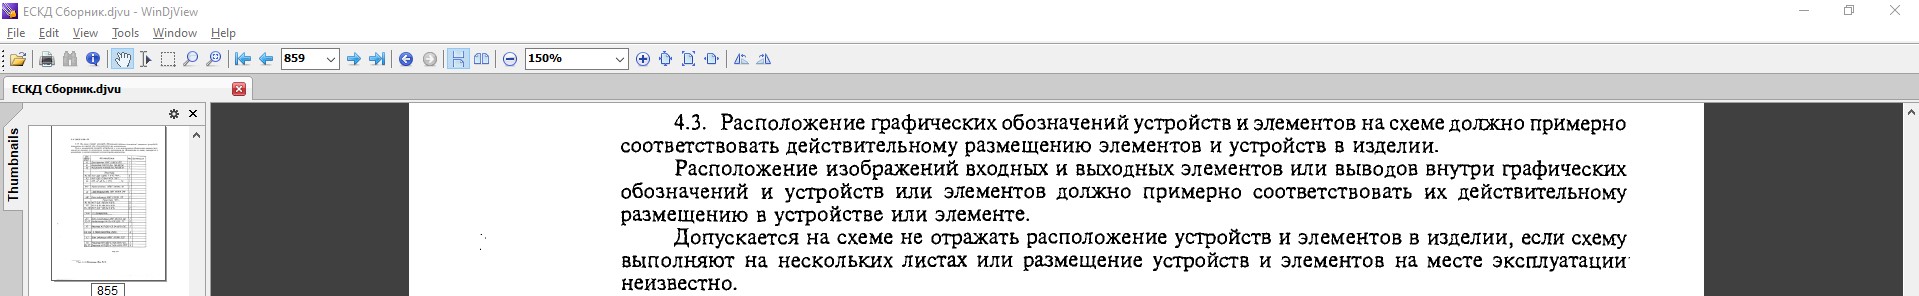 ЕСКД Сборник.djvu - WinDjView
File Edit View Tools Window Help
859 150%
ЕСКД Сборник.djvu
Thumbnails
855
4.3. Расположение графических обозначений устройств и элементов на схеме должно примерно
соответствовать действительному размещению элементов и устройств в изделии.
Расположение изображений входных и выходных элементов или выводов внутри графических
обозначений и устройств или элементов должно примерно соответствовать их действительному
размещению в устройстве или элементе.
Допускается на схеме не отражать расположение устройств и элементов в изделии, если схему
выполняют на нескольких листах или размещение устройств и элементов на месте эксплуатации
неизвестно.